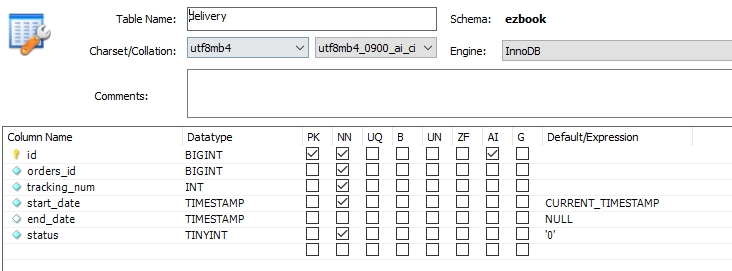 Table Name: delivery Schema: ezbook
Charset/Collation: utf8mb4 utf8mb4_0900_ai_ci Engine: InnoDB
Comments:
Column Name Datatype PK NN UQ B UN ZF AI G Default/Expression
id BIGINT
orders_id BIGINT
tracking_num INT
start_date TIMESTAMP CURRENT_TIMESTAMP
end_date TIMESTAMP NULL
status TINYINT '0'